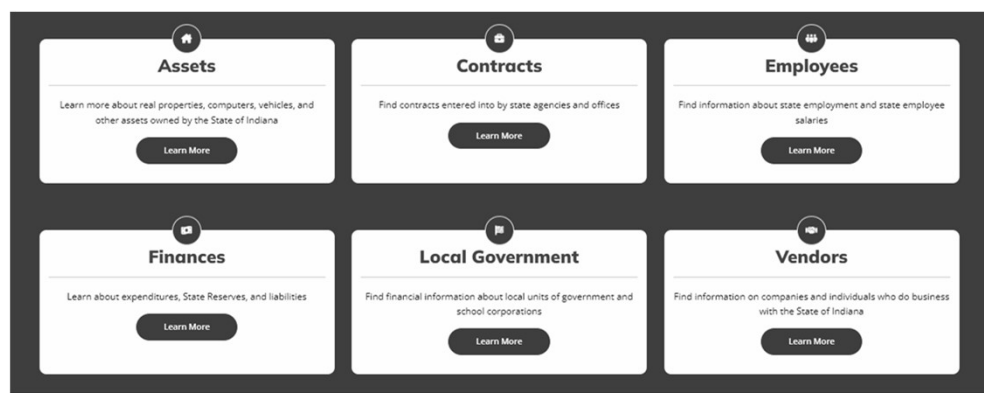 Assets
Learn more about real properties, computers, vehicles, and
other assets owned by the State of Indiana
Learn More
Contracts
Find contracts entered into by state agencies and offices
Learn More
Employees
Find information about state employment and state employee
salaries
Learn More
Finances
Learn about expenditures, State Reserves, and liabilities
Learn More
Local Government
Find financial information about local units of government and
school corporations
Learn More
Vendors
Find information on companies and individuals who do business
with the State of Indiana
Learn More